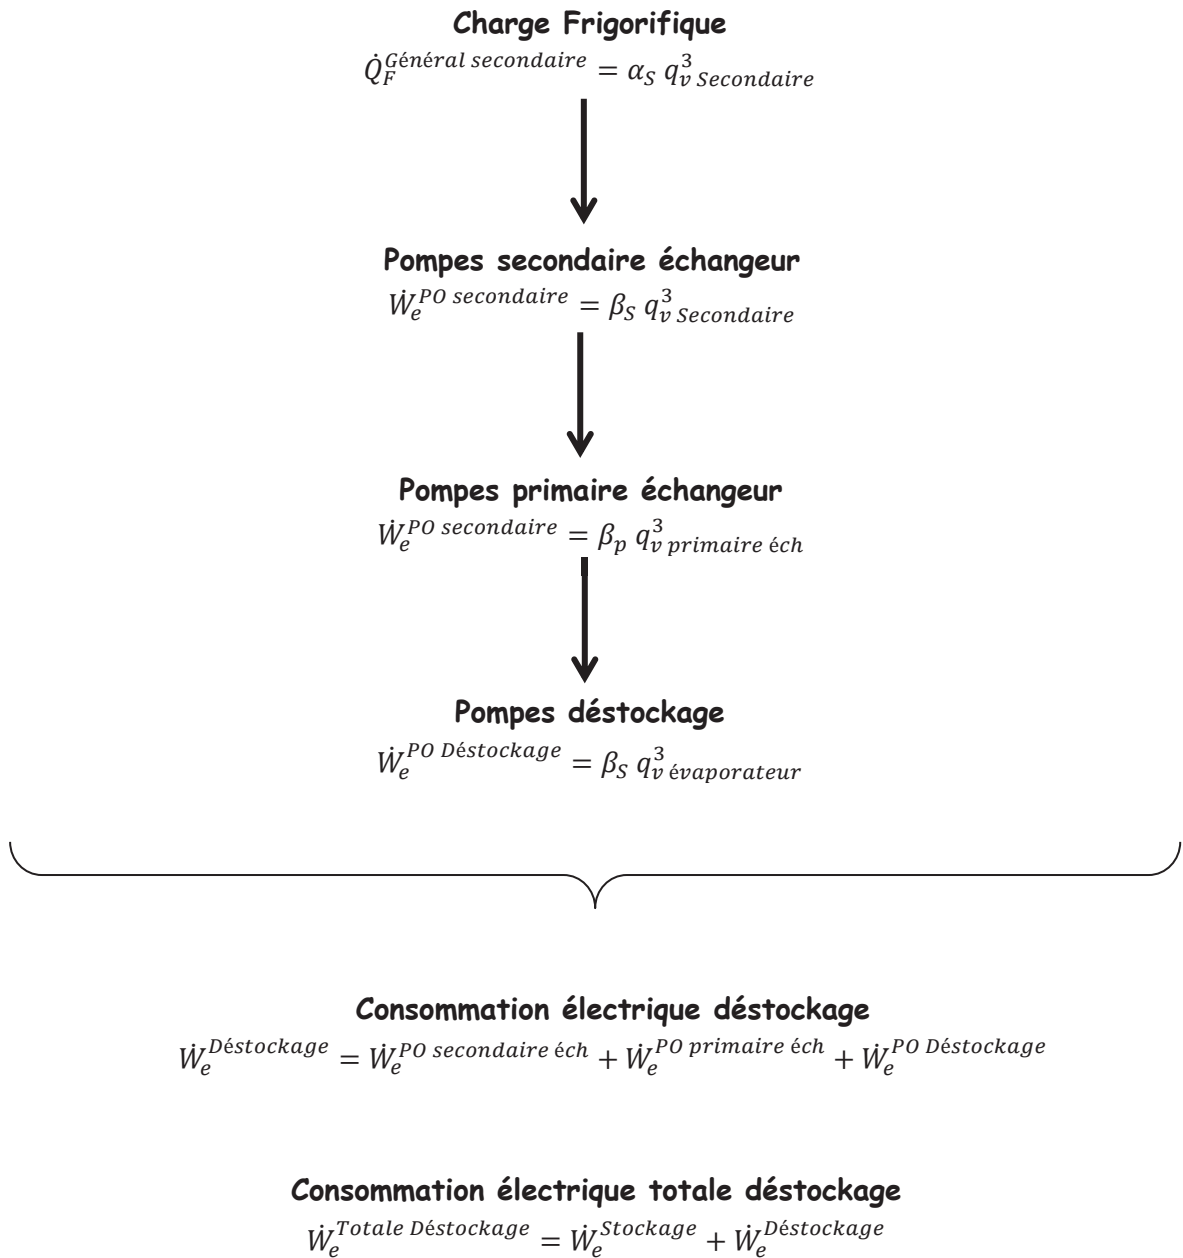 Charge Frigorifique
Q̇_F^{Général secondaire} = α_S q_v^3 _{Secondaire}
Pompes secondaire échangeur
Ẇ_e^{PO secondaire} = β_S q_v^3 _{Secondaire}
Pompes primaire échangeur
Ẇ_e^{PO secondaire} = β_p q_v^3 _{primaire éch}
Pompes déstockage
Ẇ_e^{PO Déstockage} = β_S q_v^3 _{évaporateur}
Consommation électrique déstockage
Ẇ_e^{Déstockage} = Ẇ_e^{PO secondaire éch} + Ẇ_e^{PO primaire éch} + Ẇ_e^{PO Déstockage}
Consommation électrique totale déstockage
Ẇ_e^{Totale Déstockage} = Ẇ_e^{Stockage} + Ẇ_e^{Déstockage}